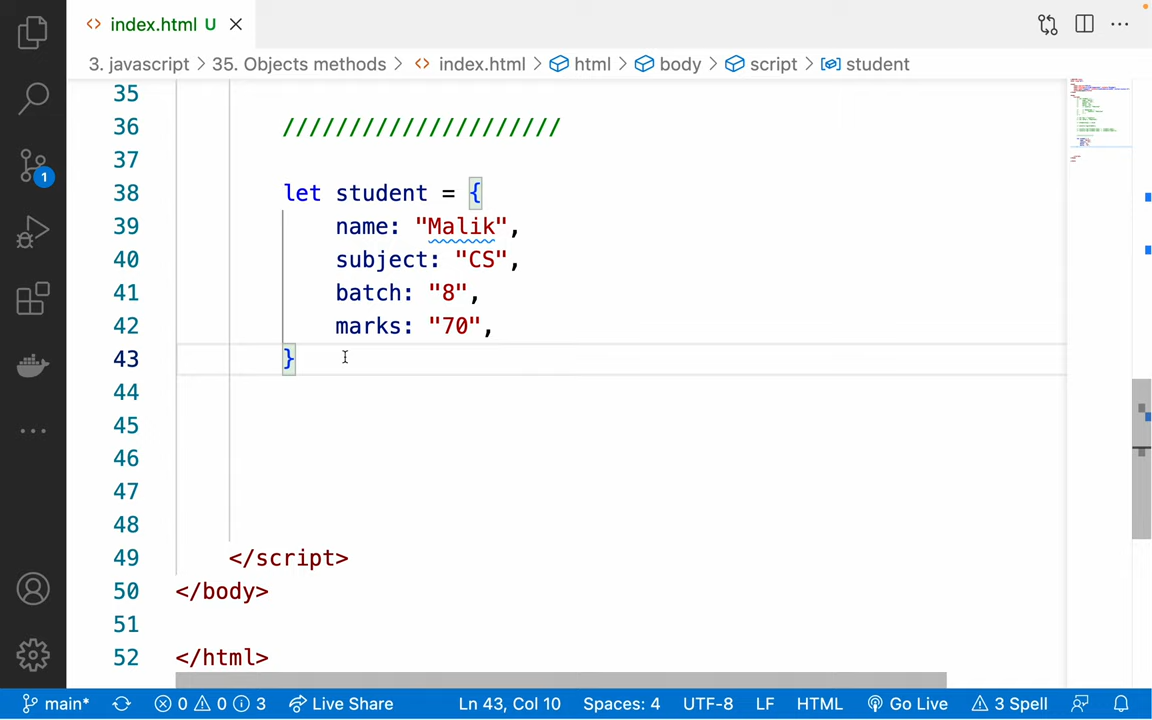 index.html U
3. javascript > 35. Objects methods > index.html > html > body > script > student
35
36 /////////////////////
37
38 let student = {
39 name: "Malik",
40 subject: "CS",
41 batch: "8",
42 marks: "70",
43 }
44
45
46
47
48
49 </script>
50 </body>
51
52 </html>
1
main* 0 0 3 Live Share Ln 43, Col 10 Spaces: 4 UTF-8 LF HTML Go Live 3 Spell